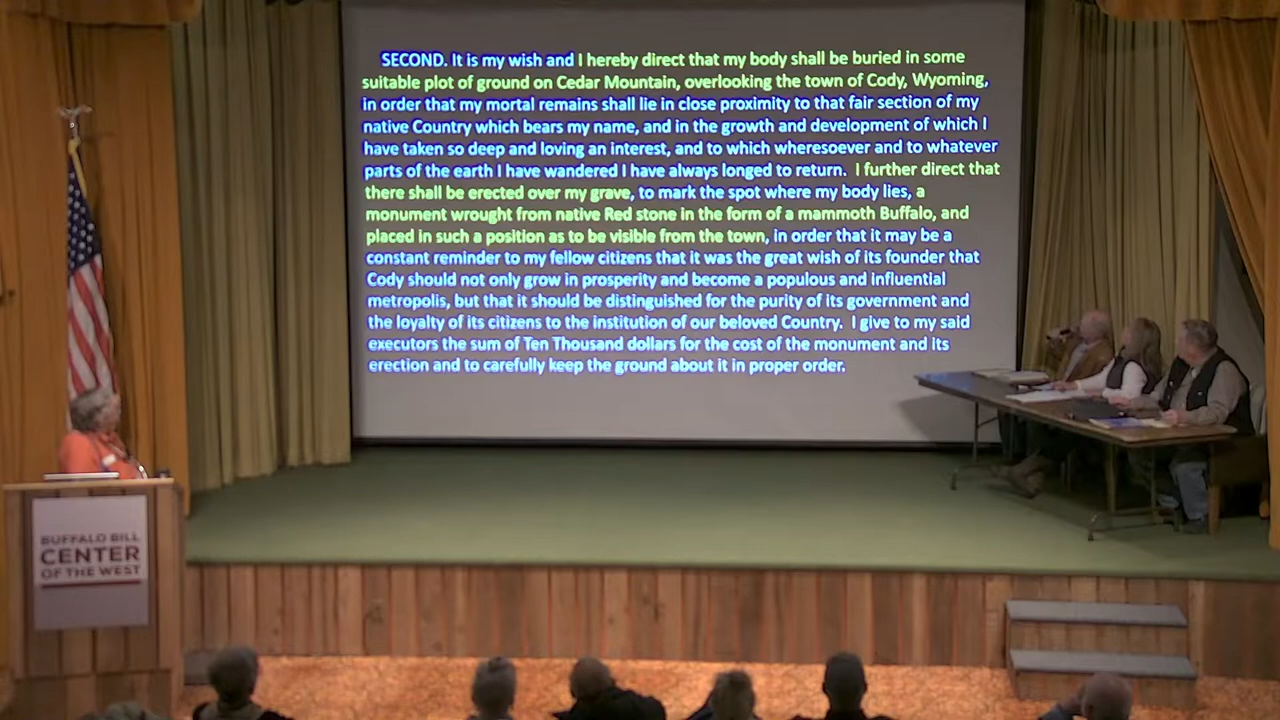 SECOND. It is my wish and I hereby direct that my body shall be buried in some
suitable plot of ground on Cedar Mountain, overlooking the town of Cody, Wyoming,
in order that my mortal remains shall lie in close proximity to that fair section of my
native Country which bears my name, and in the growth and development of which I
have taken so deep and loving an interest, and to which wheresoever and to whatever
parts of the earth I have wandered I have always longed to return. I further direct that
there shall be erected over my grave, to mark the spot where my body lies, a
monument wrought from native Red stone in the form of a mammoth Buffalo, and
placed in such a position as to be visible from the town, in order that it may be a
constant reminder to my fellow citizens that it was the great wish of its founder that
Cody should not only grow in prosperity and become a populous and influential
metropolis, but that it should be distinguished for the purity of its government and
the loyalty of its citizens to the institution of our beloved Country. I give to my said
executors the sum of Ten Thousand dollars for the cost of the monument and its
erection and to carefully keep the ground about it in proper order.
BUFFALO BILL
CENTER
OF THE WEST